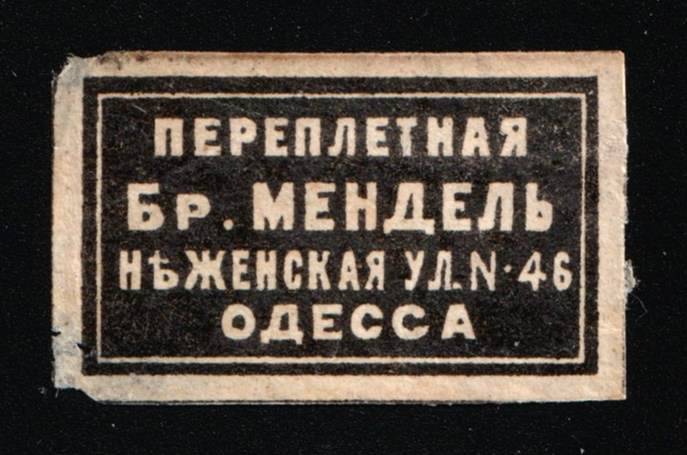 ПЕРЕПЛЕТНАЯ
БР. МЕНДЕЛЬ
НѢЖЕНСКАЯ УЛ. N·46
ОДЕССА